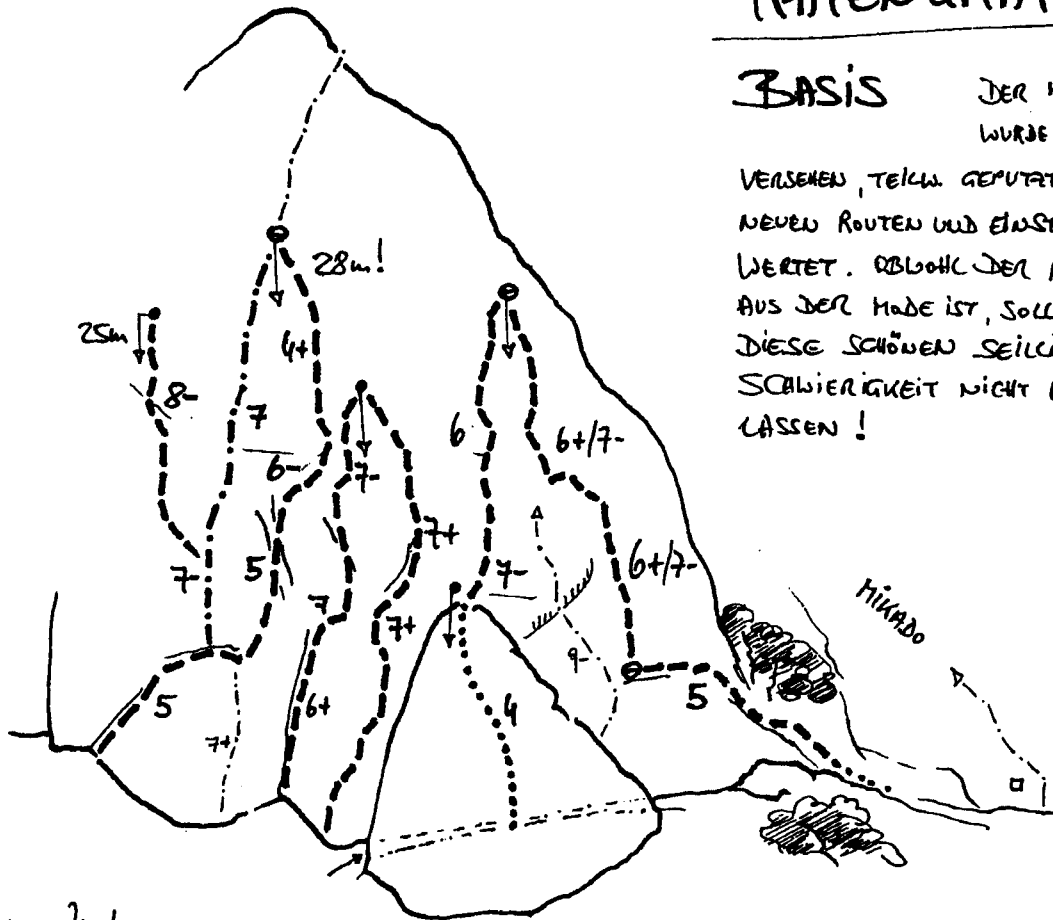 BASIS
DER
WURDE
VERSEHEN, TEILW. GEPUTZT
NEUEN ROUTEN UND
WERTET. OBWOHL DER
AUS DER MODE IST, SOLL
DIESE SCHÖNEN
SCHWIERIGKEIT NICHT
LASSEN!
28m!
25m
4+
8-
7
6
6+/7-
6-
7-
7+
5
7-
7-
6+/7-
MIKADO
7
7+
9-
5
4
5
6+
7+